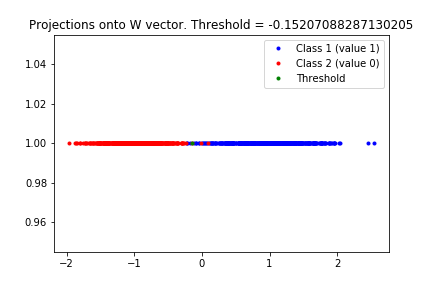 Projections onto W vector. Threshold = -0.15207088287130205
Class 1 (value 1)
Class 2 (value 0)
Threshold
1.04
1.02
1.00
0.98
0.96
−2 −1 0 1 2